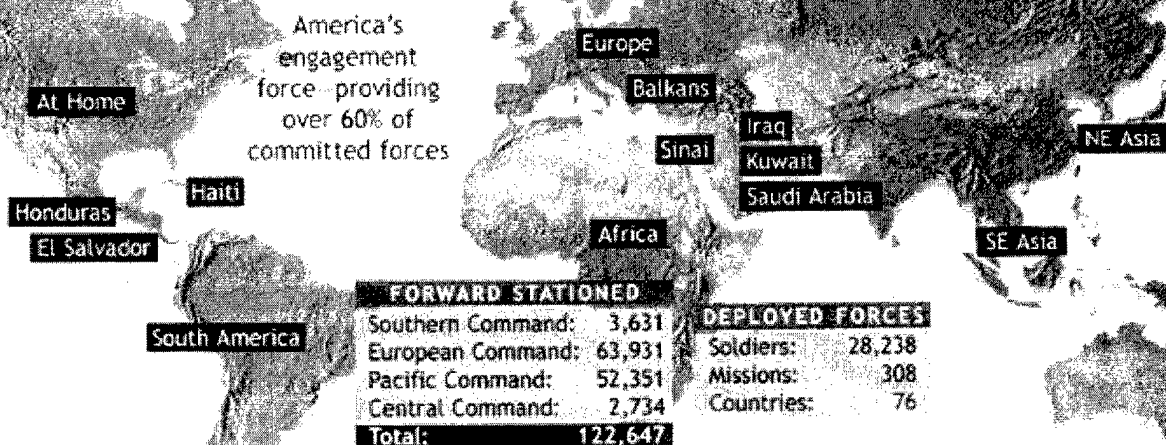 America's
engagement
force providing
over 60% of
committed forces
At Home
Haiti
Honduras
El Salvador
South America
Europe
Balkans
Sinai
Iraq
Kuwait
Saudi Arabia
Africa
NE Asia
SE Asia
FORWARD STATIONED
Southern Command: 3,631
European Command: 63,931
Pacific Command: 52,351
Central Command: 2,734
Total: 122,647
DEPLOYED FORCES
Soldiers: 28,238
Missions: 308
Countries: 76